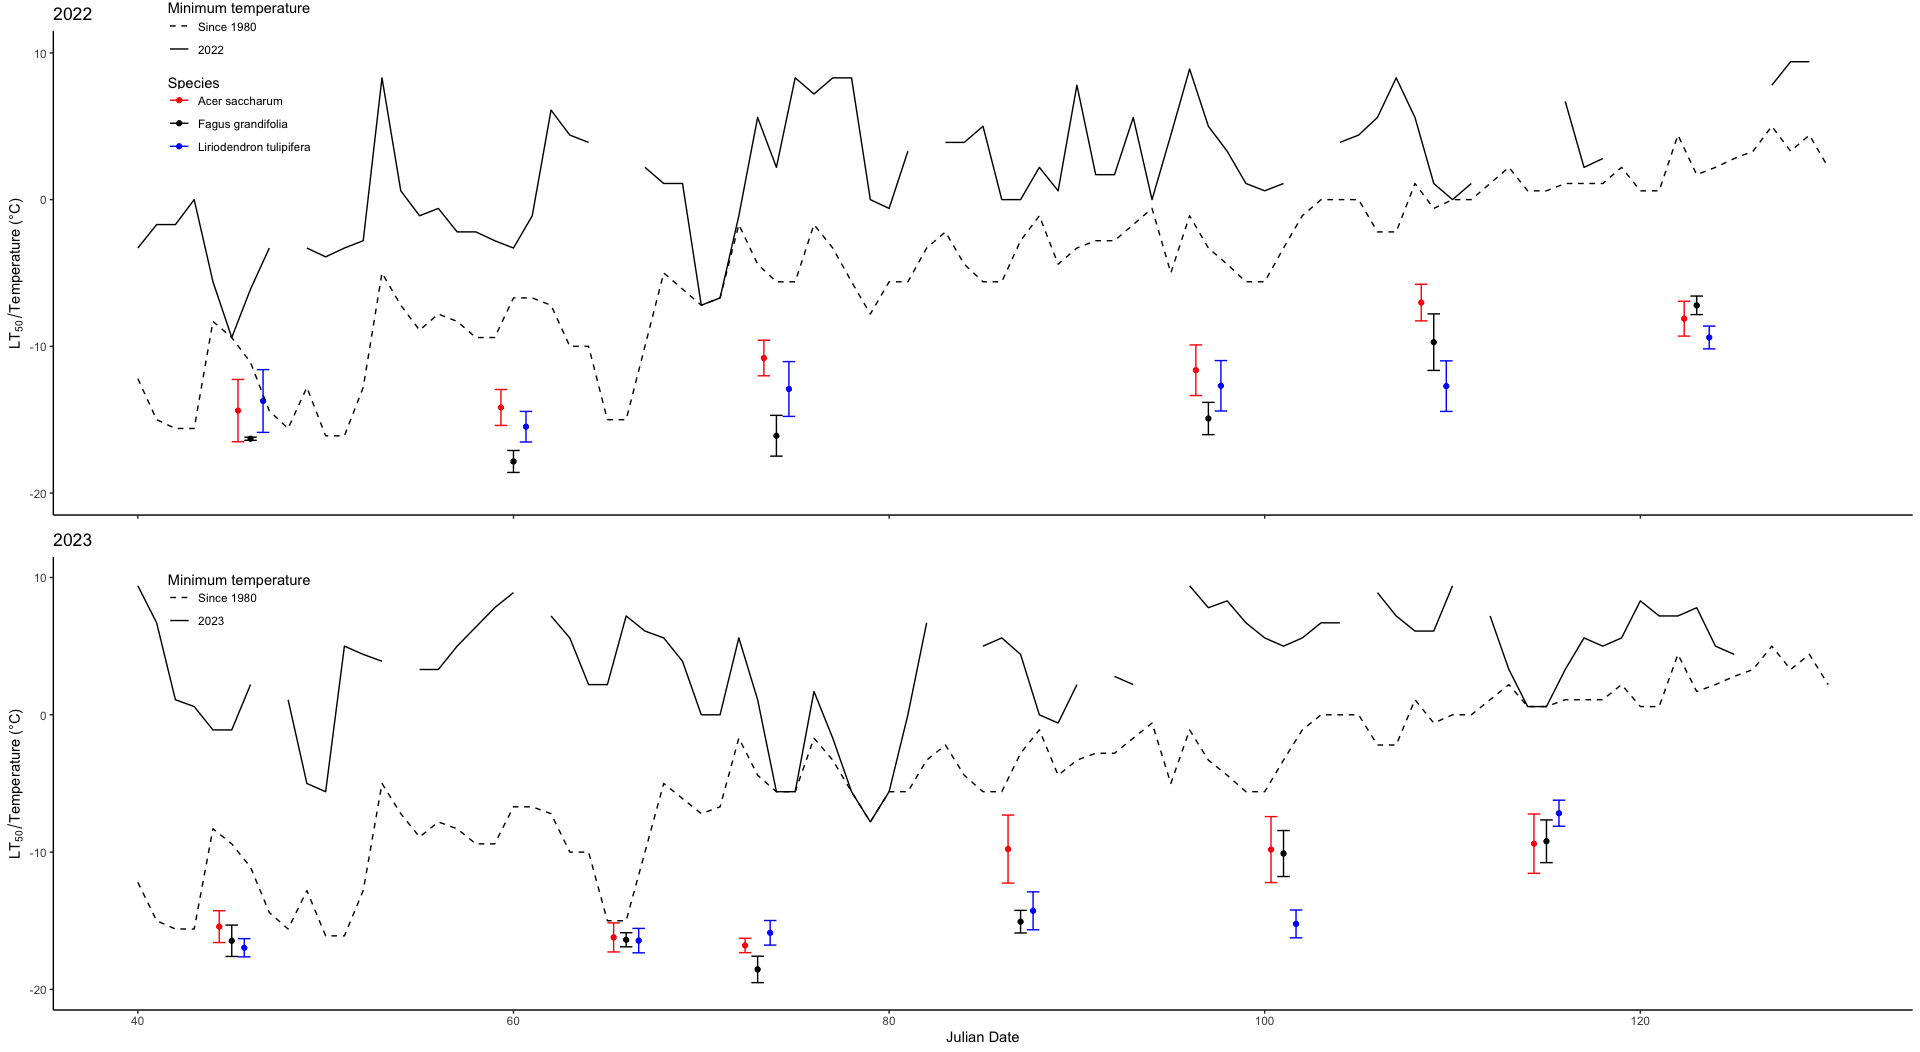 2022
Minimum temperature
Since 1980
2022
Species
Acer saccharum
Fagus grandifolia
Liriodendron tulipifera
10
0
-10
-20
LT50/Temperature (°C)
2023
Minimum temperature
Since 1980
2023
10
0
-10
-20
LT50/Temperature (°C)
40 60 80 100 120
Julian Date